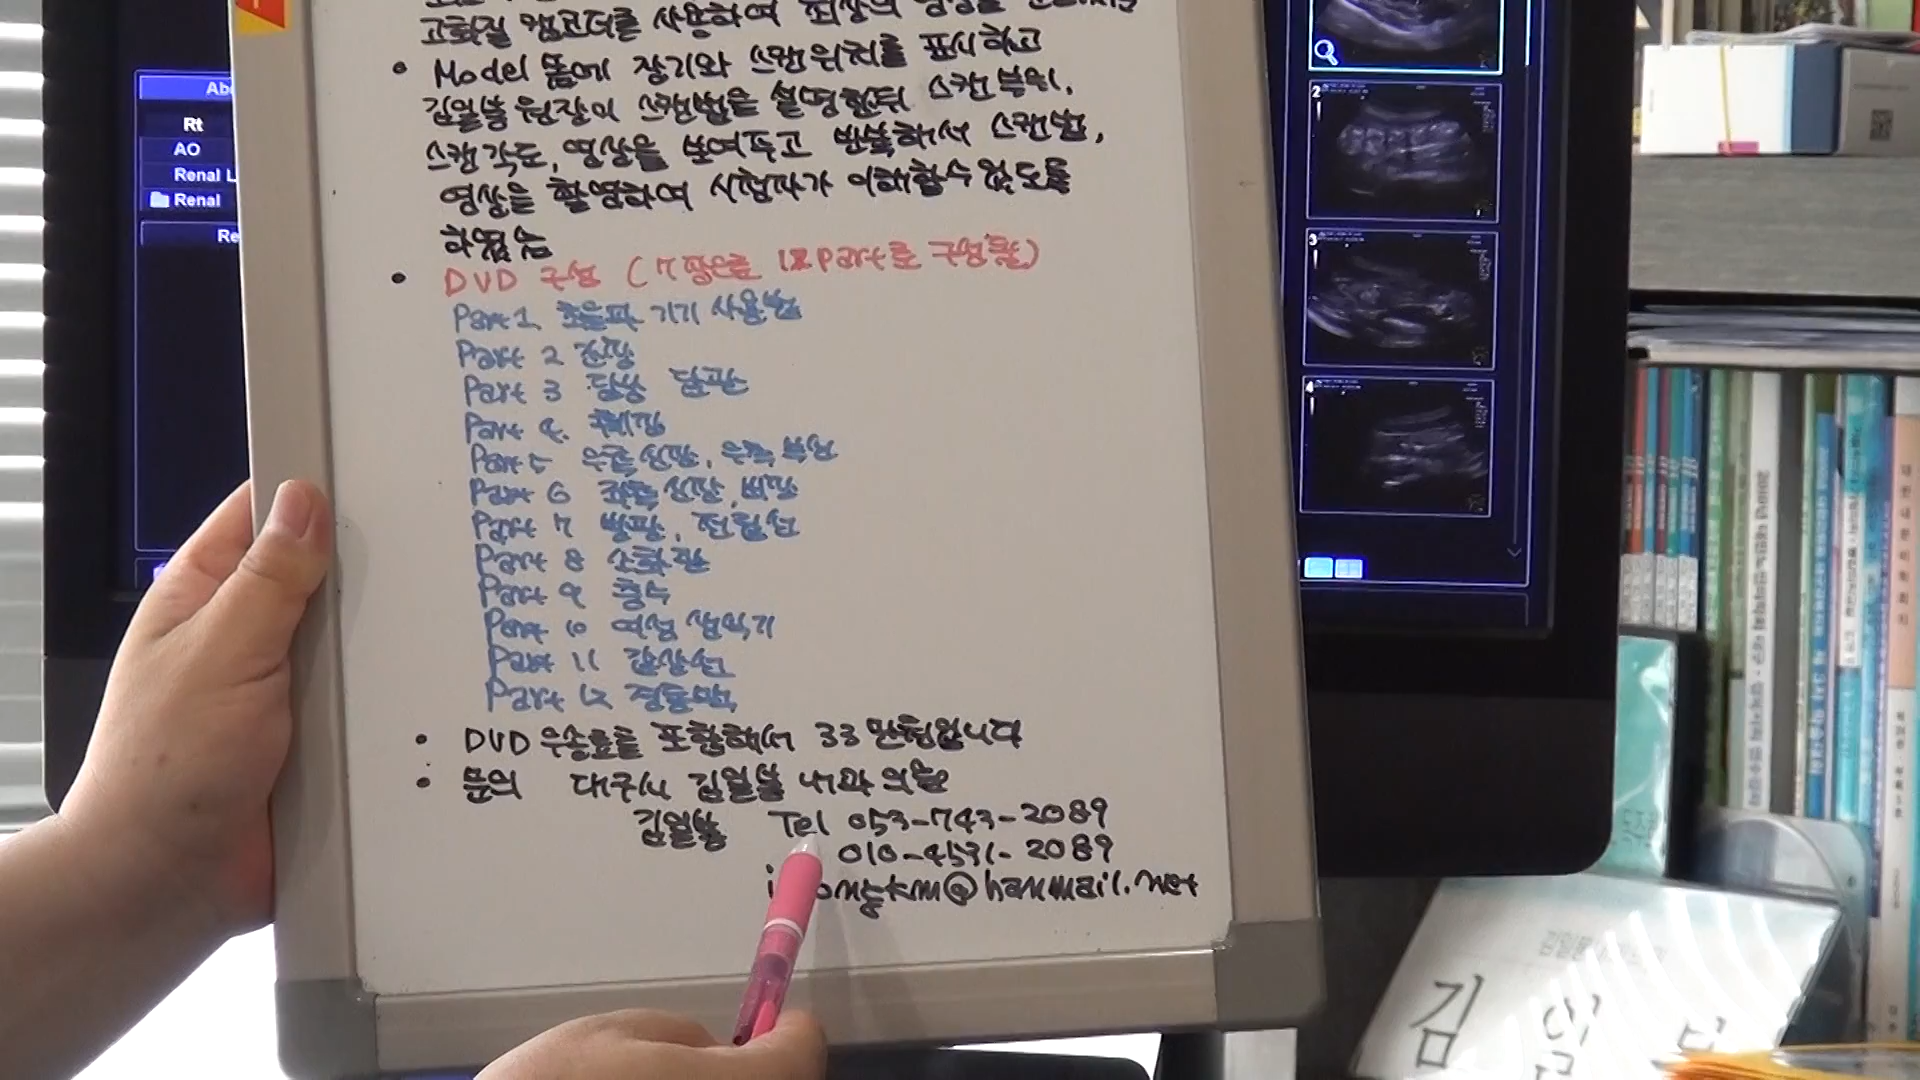 고화질 캠코더를 사용하여 최상의 영상을
• Model 몸에 장기와 스캔위치를 표시하고
김일봉원장이 스캔법을 설명한뒤 스캔부위,
스캔각도, 영상을 보여주고 반복해서 스캔법,
영상을 촬영하여 시청자가 이해할수있도록
하였음
• DVD 구성 (7장으로 12 Part로 구성됨)
Part 1. 초음파 기기 사용법
Part 2 간장
Part 3 담낭 담관
Part 4. 췌장
Part 5 우측신장, 우측부신
Part 6 좌측신장, 비장
Part 7 방광, 전립선
Part 8 소화관
Part 9 충수
Part 10 여성생식기
Part 11 갑상선
Part 12 경동맥
• DVD 우송료를 포함해서 33만원입니다
• 문의 대구시 김일봉 내과의원
김일봉 Tel 053-743-2089
010-4531-2089
ongkm@hanmail.net
Rt
AO
Renal L
Renal
Re
2
3
4
김 일